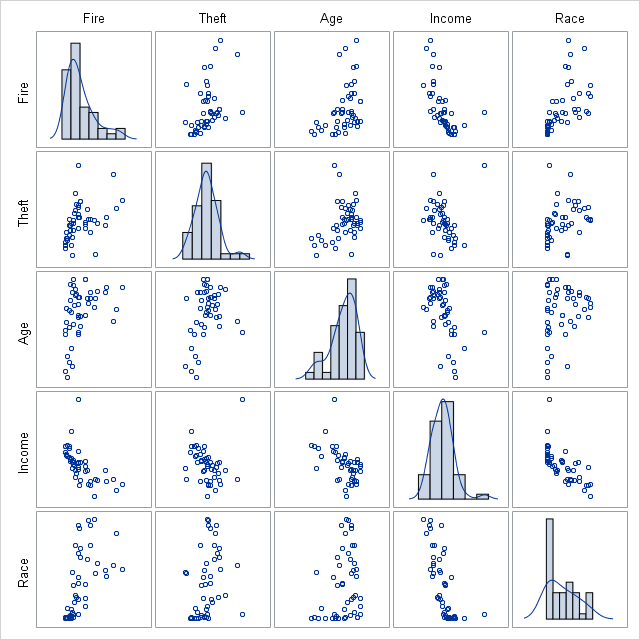 Fire Theft Age Income Race
Fire
Theft
Age
Income
Race